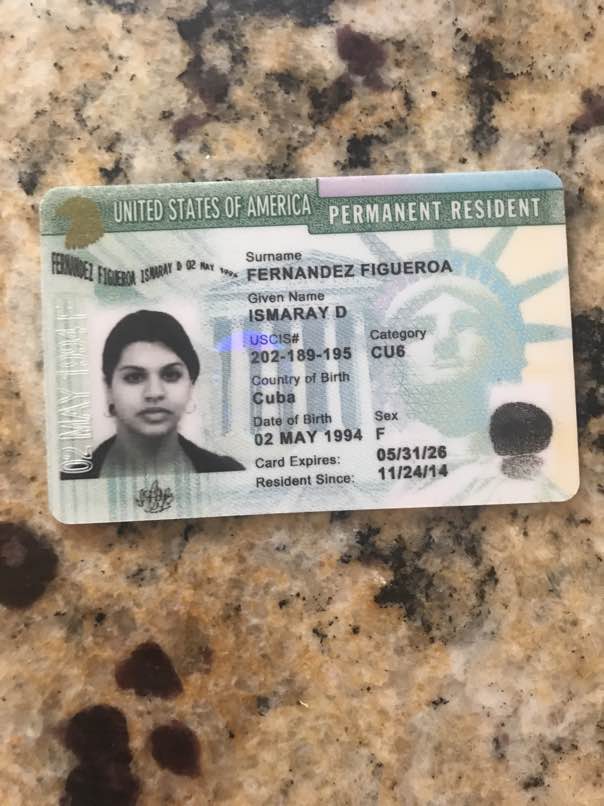 UNITED STATES OF AMERICA PERMANENT RESIDENT
FERNANDEZ FIGUEROA ISMARAY D 02 MAY 1994
Surname
FERNANDEZ FIGUEROA
Given Name
ISMARAY D
USCIS# Category
202-189-195 CU6
Country of Birth
Cuba
Date of Birth Sex
02 MAY 1994 F
Card Expires: 05/31/26
Resident Since: 11/24/14
02 MAY 1994 F